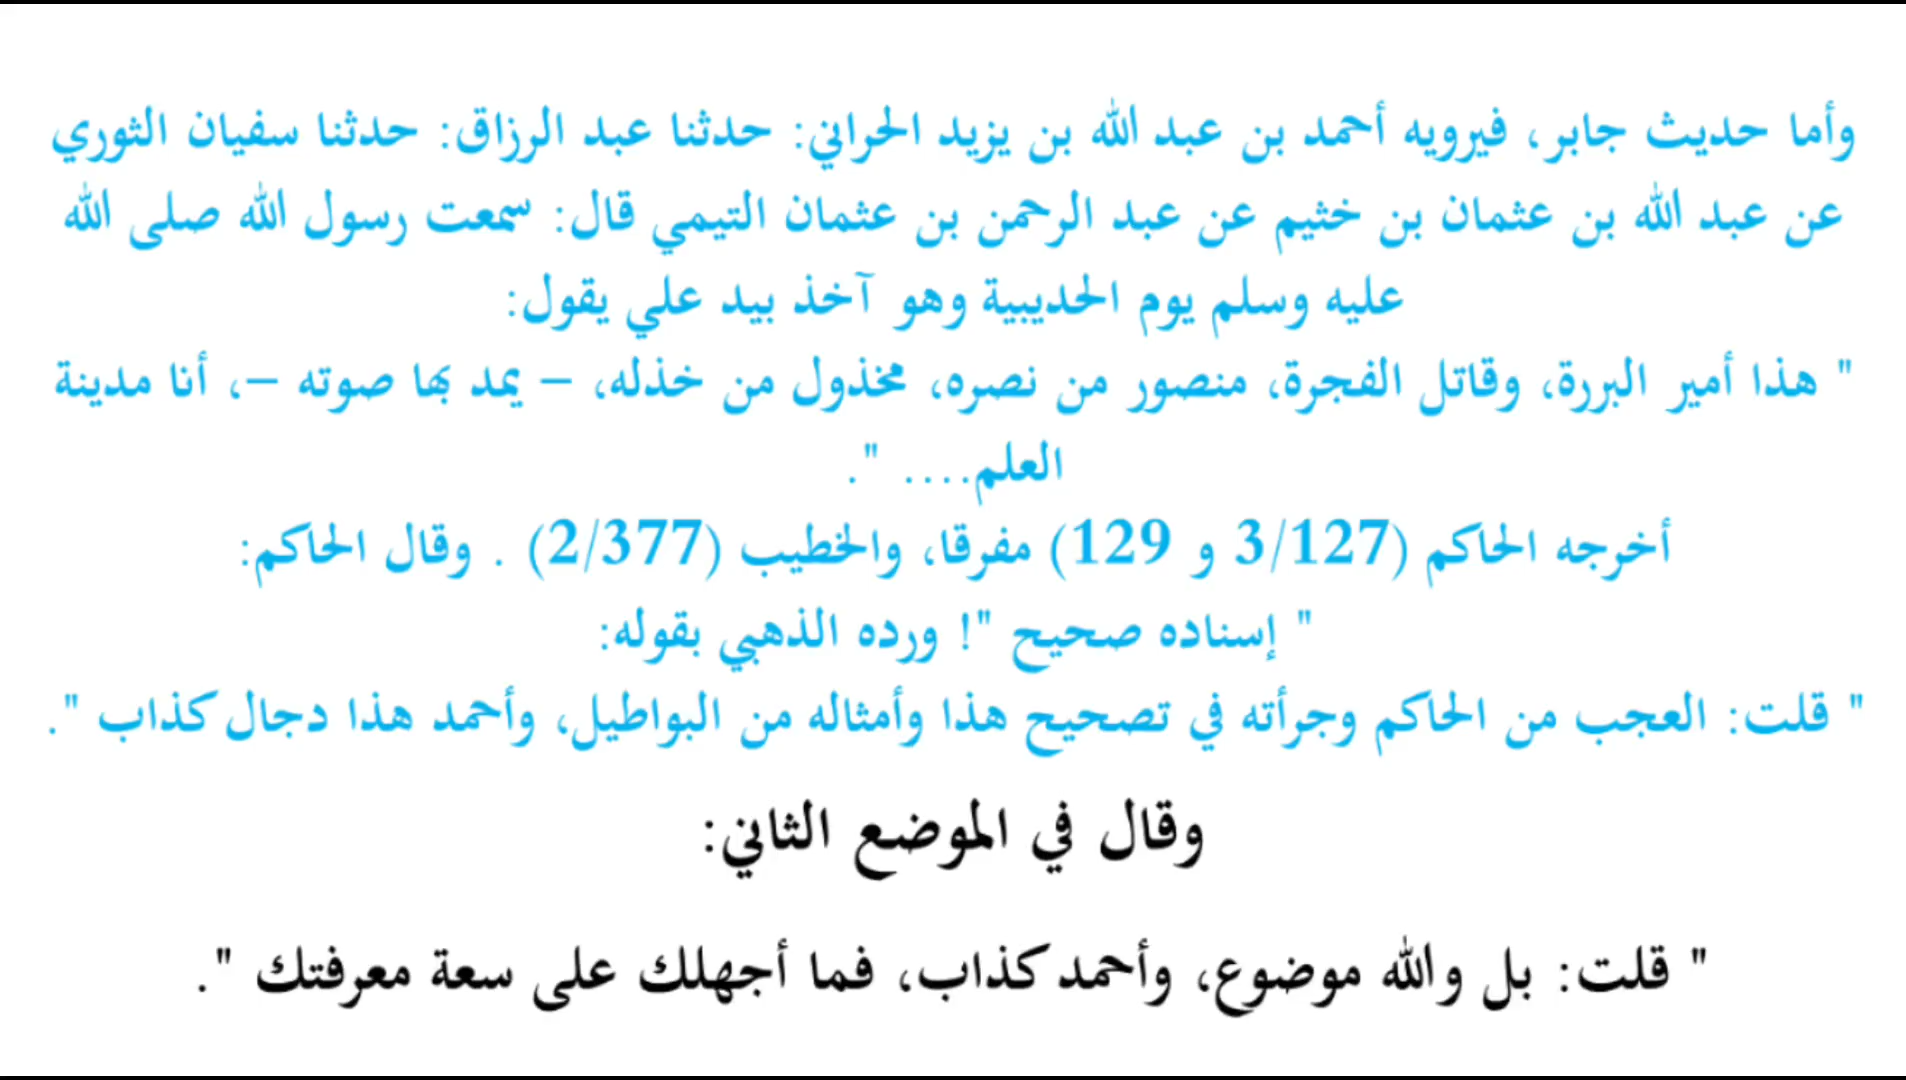 وأما حديث جابر، فيرويه أحمد بن عبد الله بن يزيد الحراني: حدثنا عبد الرزاق: حدثنا سفيان الثوري
عن عبد الله بن عثمان بن خثيم عن عبد الرحمن بن عثمان التيمي قال: سمعت رسول الله صلى الله
عليه وسلم يوم الحديبية وهو آخذ بيد علي يقول:
" هذا أمير البررة، وقاتل الفجرة، منصور من نصره، مخذول من خذله، – يمد بها صوته –، أنا مدينة
العلم.... ".
أخرجه الحاكم (3/127 و 129) مفرقا، والخطيب (2/377) . وقال الحاكم:
" إسناده صحيح "! ورده الذهبي بقوله:
" قلت: العجب من الحاكم وجرأته في تصحيح هذا وأمثاله من البواطيل، وأحمد هذا دجال كذاب ".
وقال في الموضع الثاني:
" قلت: بل والله موضوع، وأحمد كذاب، فما أجهلك على سعة معرفتك ".